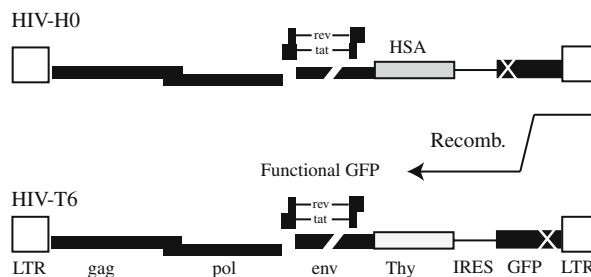 HIV-H0
rev
tat
HSA
Recomb.
Functional GFP
HIV-T6
rev
tat
LTR gag pol env Thy IRES GFP LTR